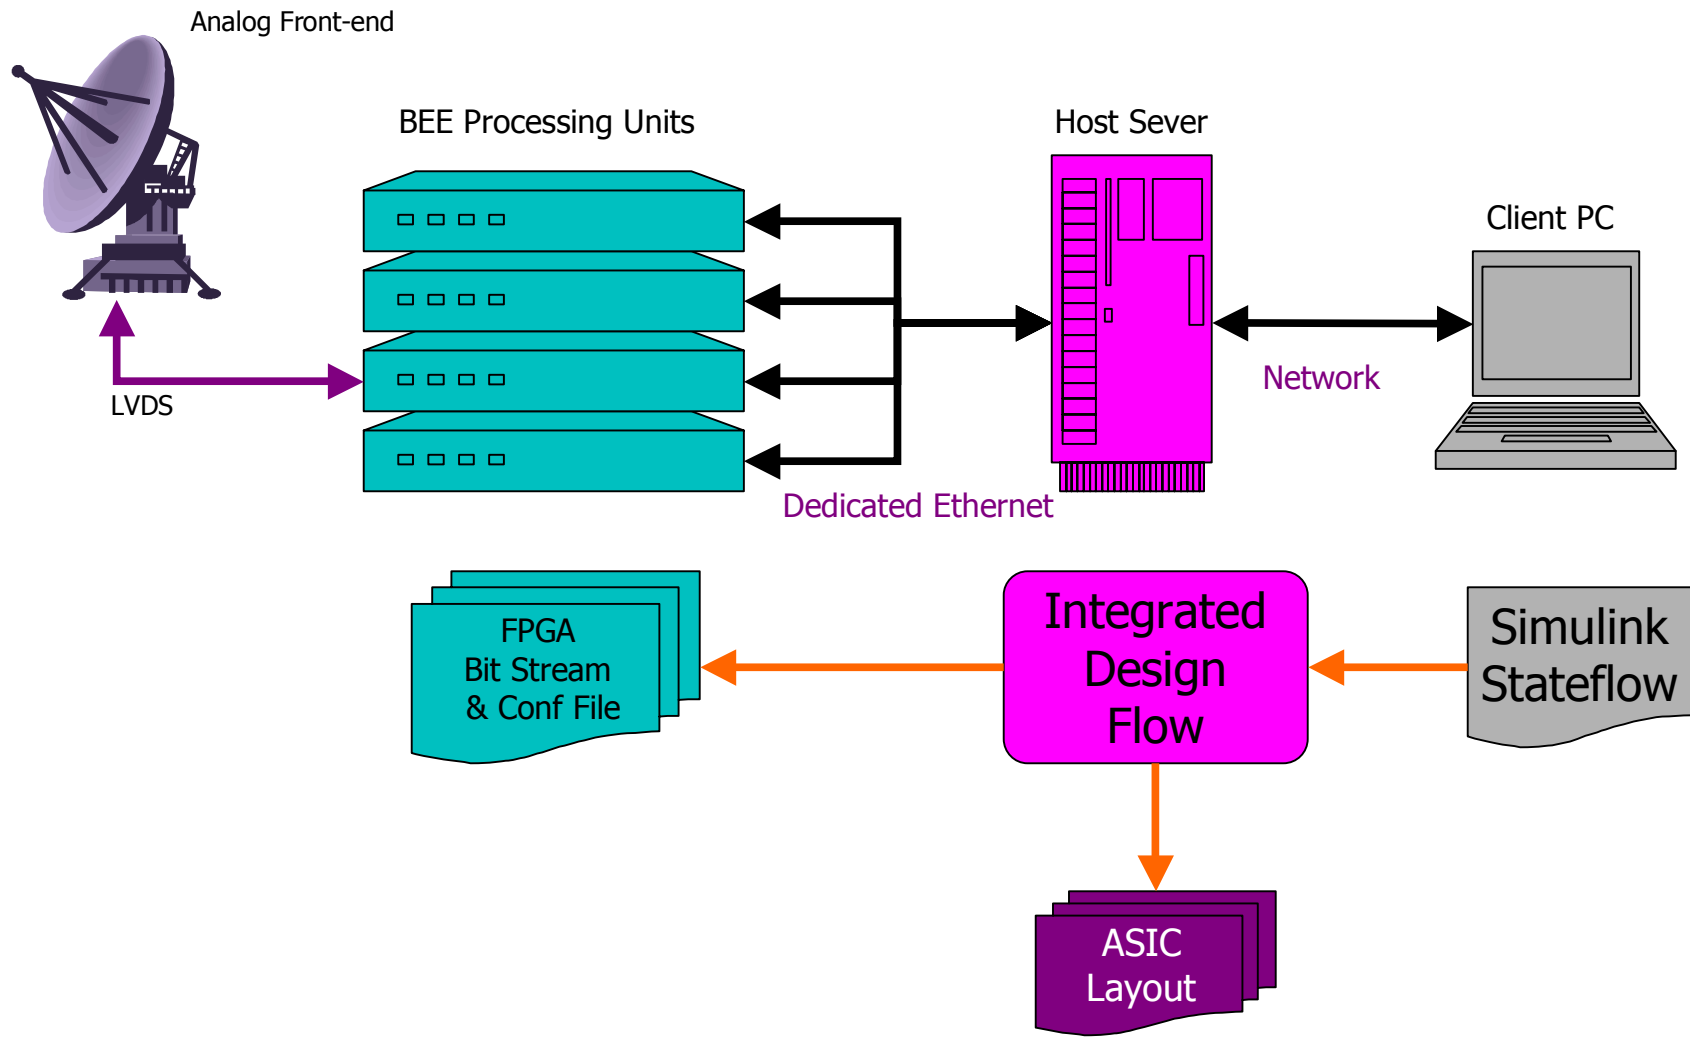 Analog Front-end
BEE Processing Units
Host Sever
Client PC
LVDS
Network
Dedicated Ethernet
FPGA
Bit Stream
& Conf File
Integrated
Design
Flow
Simulink
Stateflow
ASIC
Layout